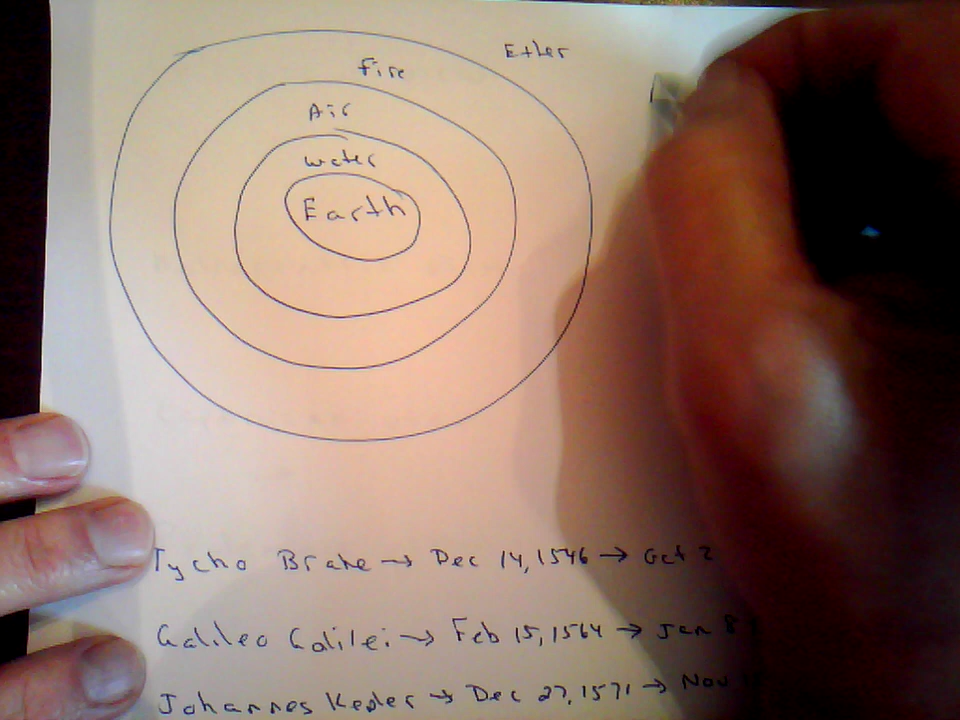 Ether
Fire
Air
Water
Earth
Tycho Brahe → Dec 14, 1546 → Oct 2
Galileo Galilei → Feb 15, 1564 → Jan 8
Johannes Kepler → Dec 27, 1571 → Nov